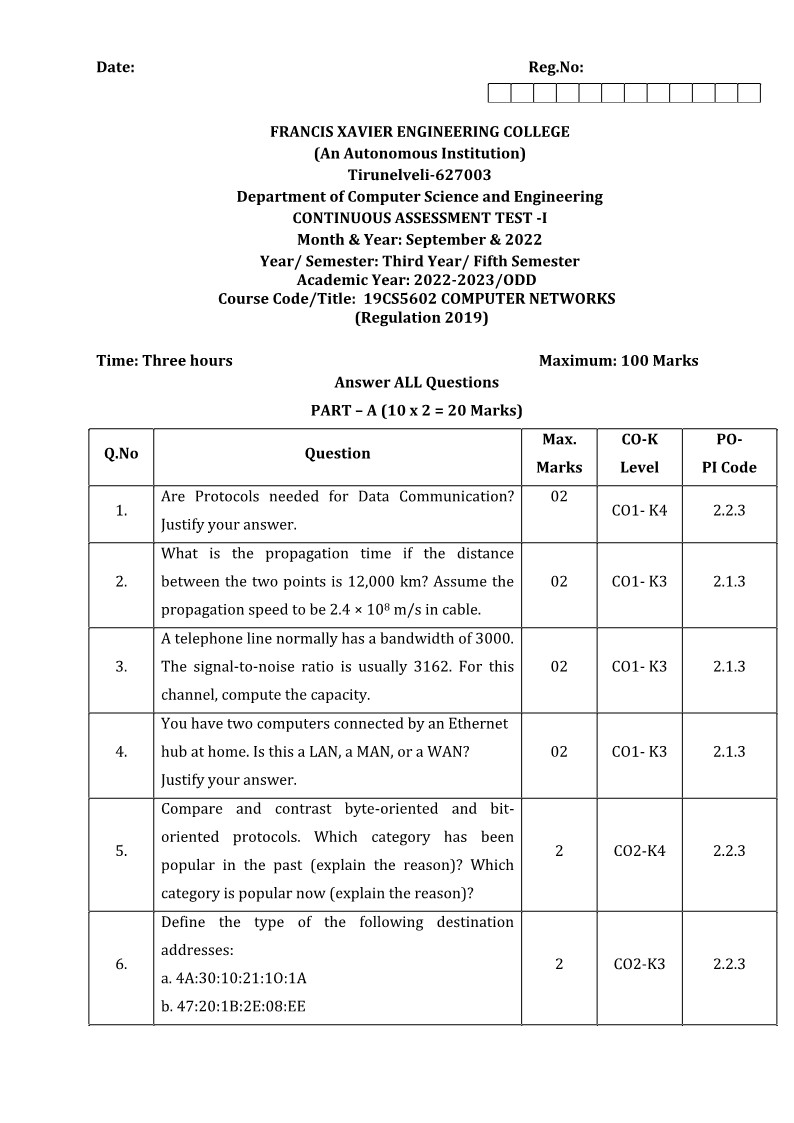 Date: Reg.No:
FRANCIS XAVIER ENGINEERING COLLEGE
(An Autonomous Institution)
Tirunelveli-627003
Department of Computer Science and Engineering
CONTINUOUS ASSESSMENT TEST -I
Month & Year: September & 2022
Year/ Semester: Third Year/ Fifth Semester
Academic Year: 2022-2023/ODD
Course Code/Title: 19CS5602 COMPUTER NETWORKS
(Regulation 2019)
Time: Three hours Maximum: 100 Marks
Answer ALL Questions
PART – A (10 x 2 = 20 Marks)
Q.No Question Max. Marks CO-K Level PO- PI Code
1. Are Protocols needed for Data Communication?
Justify your answer.
02 CO1- K4 2.2.3
2. What is the propagation time if the distance
between the two points is 12,000 km? Assume the
propagation speed to be 2.4 × 10⁸ m/s in cable.
02 CO1- K3 2.1.3
3. A telephone line normally has a bandwidth of 3000.
The signal-to-noise ratio is usually 3162. For this
channel, compute the capacity.
02 CO1- K3 2.1.3
4. You have two computers connected by an Ethernet
hub at home. Is this a LAN, a MAN, or a WAN?
Justify your answer.
02 CO1- K3 2.1.3
5. Compare and contrast byte-oriented and bit-
oriented protocols. Which category has been
popular in the past (explain the reason)? Which
category is popular now (explain the reason)?
2 CO2-K4 2.2.3
6. Define the type of the following destination
addresses:
a. 4A:30:10:21:1O:1A
b. 47:20:1B:2E:08:EE
2 CO2-K3 2.2.3